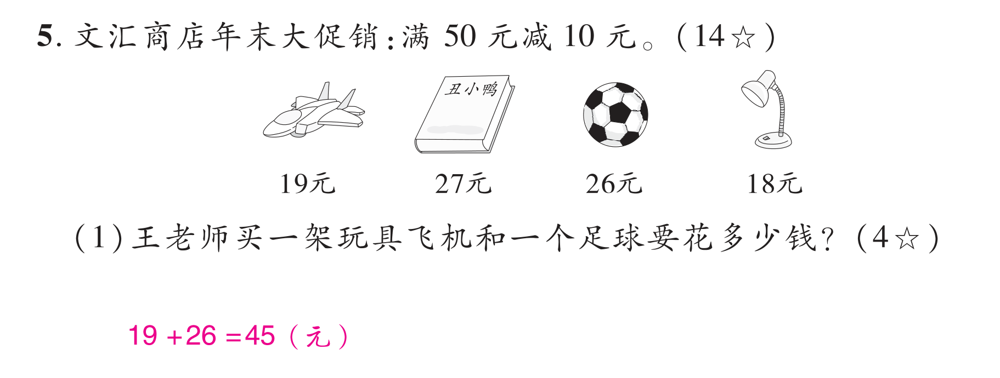 5. 文汇商店年末大促销:满 50 元减 10 元。(14☆)
丑小鸭
19元 27元 26元 18元
(1)王老师买一架玩具飞机和一个足球要花多少钱?(4☆)
19 +26 =45(元)